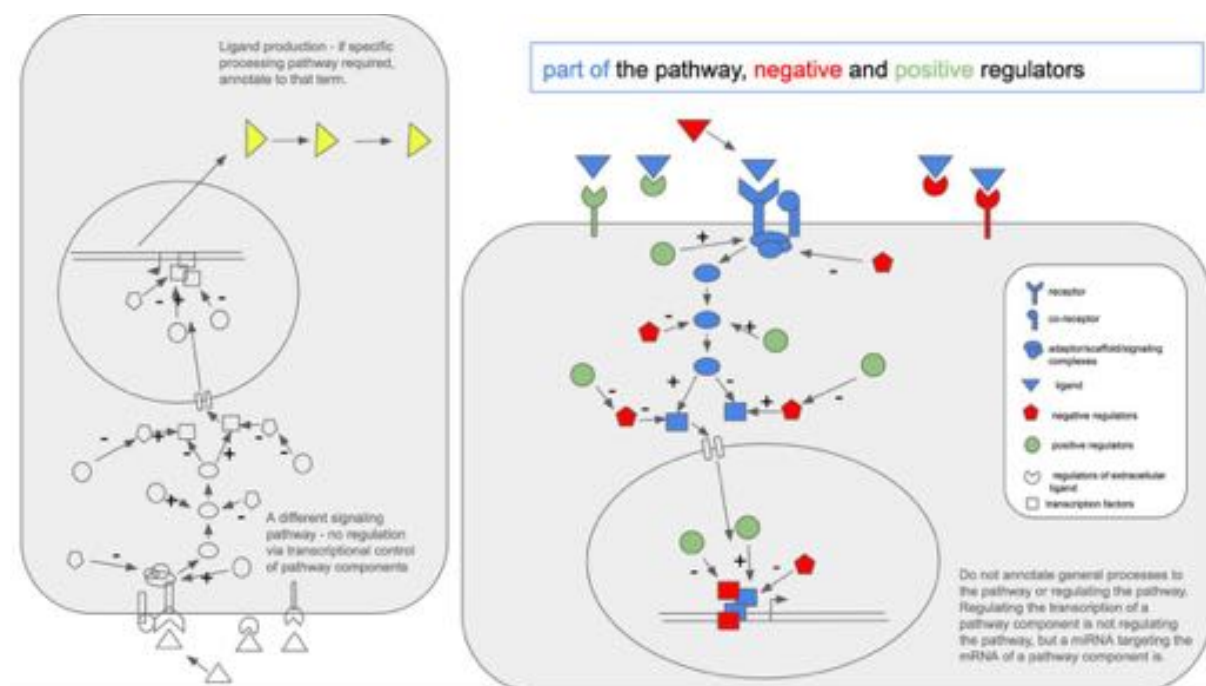 Ligand production - if specific
processing pathway required,
annotate to that term.
A different signaling
pathway - no regulation
via transcriptional control
of pathway components
part of the pathway, negative and positive regulators
receptor
co-receptor
adaptor/scaffold/signaling
complexes
ligand
negative regulators
positive regulators
regulators of extracellular
ligand
transcription factors
Do not annotate general processes to
the pathway or regulating the pathway.
Regulating the transcription of a
pathway component is not regulating
the pathway, but a miRNA targeting the
mRNA of a pathway component is.